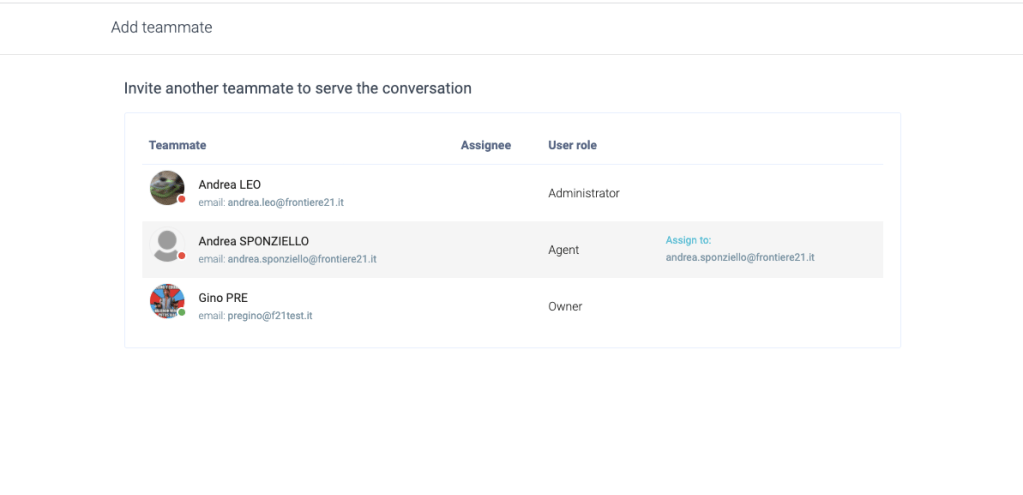 Add teammate
Invite another teammate to serve the conversation
Teammate Assignee User role
Andrea LEO
email: andrea.leo@frontiere21.it
Administrator
Andrea SPONZIELLO
email: andrea.sponziello@frontiere21.it
Agent
Assign to:
andrea.sponziello@frontiere21.it
Gino PRE
email: pregino@f21test.it
Owner